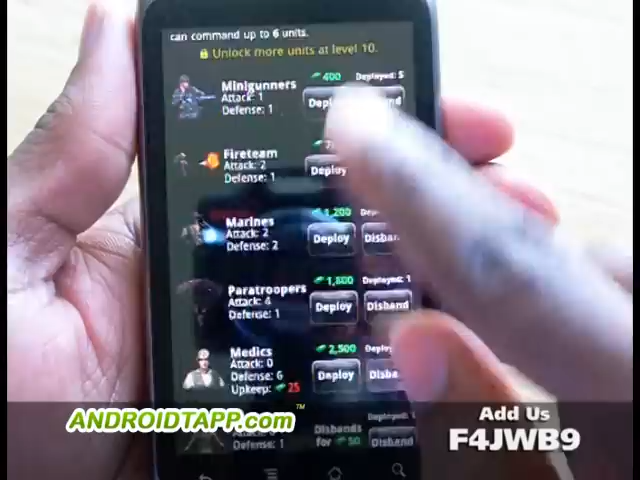 can command up to 6 units.
Unlock more units at level 10.
Minigunners
400
Deployed: 5
Attack: 1
Defense: 1
Fireteam
Attack: 2
Defense: 1
Deploy
Marines
1,200
Attack: 2
Defense: 2
Deploy
Paratroopers
1,800
Deployed: 1
Attack: 4
Defense: 1
Deploy
Disband
Medics
2,500
Attack: 0
Defense: 6
Upkeep: 25
Deploy
Disbands
for 50
Defense: 1
Disband
ANDROIDTAPP.com™
Add Us
F4JWB9